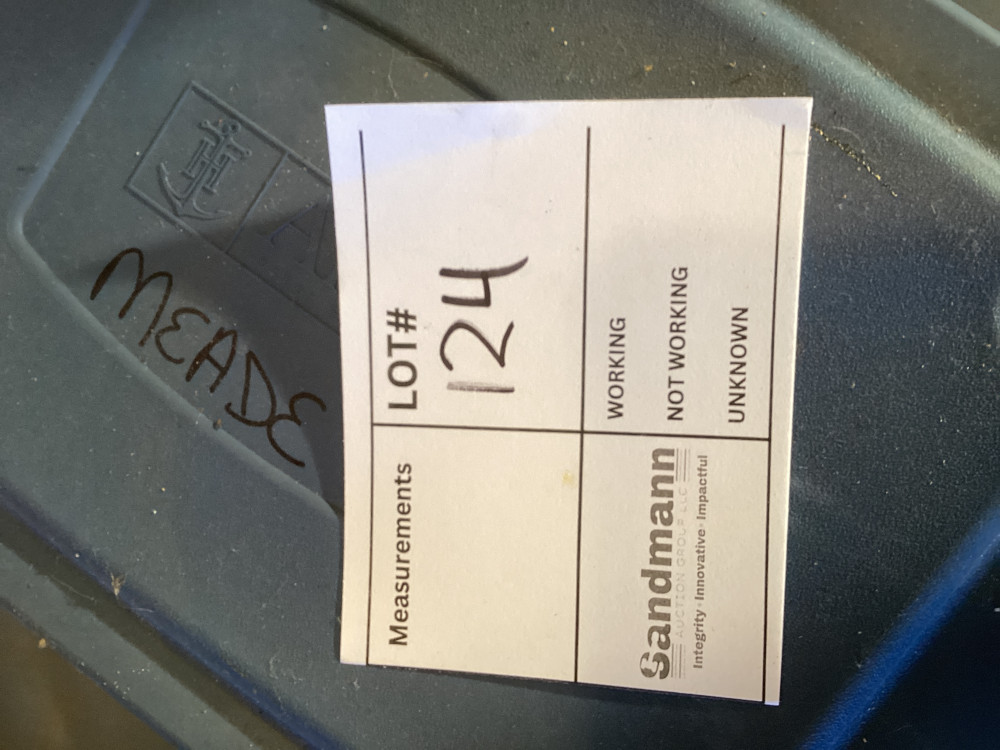 MEADE
LOT#
124
Measurements
WORKING
NOT WORKING
UNKNOWN
Sandmann
AUCTION GROUP LLC
Integrity · Innovative · Impactful